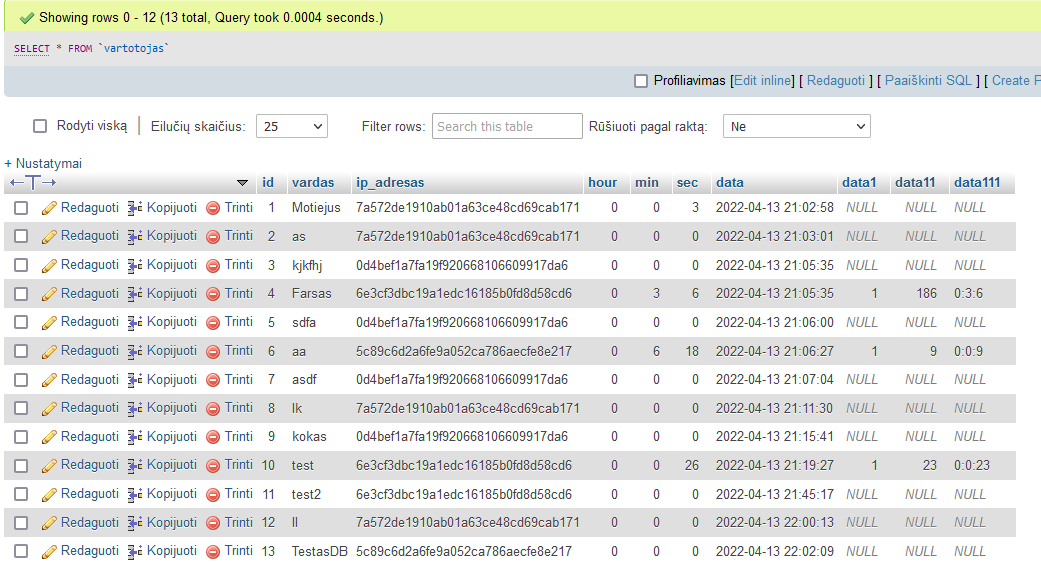 Showing rows 0 - 12 (13 total, Query took 0.0004 seconds.)
SELECT * FROM `vartotojas`
Profiliavimas [Edit inline] [ Redaguoti ] [ Paaiškinti SQL ] [ Create
Rodyti viską Eilučių skaičius: 25 Filter rows: Search this table Rūšiuoti pagal raktą: Ne
+ Nustatymai
id vardas ip_adresas hour min sec data data1 data11 data111
Redaguoti Kopijuoti Trinti 1 Motiejus 7a572de1910ab01a63ce48cd69cab171 0 0 3 2022-04-13 21:02:58 NULL NULL NULL
Redaguoti Kopijuoti Trinti 2 as 7a572de1910ab01a63ce48cd69cab171 0 0 0 2022-04-13 21:03:01 NULL NULL NULL
Redaguoti Kopijuoti Trinti 3 kjkfhj 0d4bef1a7fa19f920668106609917da6 0 0 0 2022-04-13 21:05:35 NULL NULL NULL
Redaguoti Kopijuoti Trinti 4 Farsas 6e3cf3dbc19a1edc16185b0fd8d58cd6 0 3 6 2022-04-13 21:05:35 1 186 0:3:6
Redaguoti Kopijuoti Trinti 5 sdfa 0d4bef1a7fa19f920668106609917da6 0 0 0 2022-04-13 21:06:00 NULL NULL NULL
Redaguoti Kopijuoti Trinti 6 aa 5c89c6d2a6fe9a052ca786aecfe8e217 0 6 18 2022-04-13 21:06:27 1 9 0:0:9
Redaguoti Kopijuoti Trinti 7 asdf 0d4bef1a7fa19f920668106609917da6 0 0 0 2022-04-13 21:07:04 NULL NULL NULL
Redaguoti Kopijuoti Trinti 8 lk 7a572de1910ab01a63ce48cd69cab171 0 0 0 2022-04-13 21:11:30 NULL NULL NULL
Redaguoti Kopijuoti Trinti 9 kokas 0d4bef1a7fa19f920668106609917da6 0 0 0 2022-04-13 21:15:41 NULL NULL NULL
Redaguoti Kopijuoti Trinti 10 test 6e3cf3dbc19a1edc16185b0fd8d58cd6 0 0 26 2022-04-13 21:19:27 1 23 0:0:23
Redaguoti Kopijuoti Trinti 11 test2 6e3cf3dbc19a1edc16185b0fd8d58cd6 0 0 0 2022-04-13 21:45:17 NULL NULL NULL
Redaguoti Kopijuoti Trinti 12 ll 7a572de1910ab01a63ce48cd69cab171 0 0 0 2022-04-13 22:00:13 NULL NULL NULL
Redaguoti Kopijuoti Trinti 13 TestasDB 5c89c6d2a6fe9a052ca786aecfe8e217 0 0 0 2022-04-13 22:02:09 NULL NULL NULL